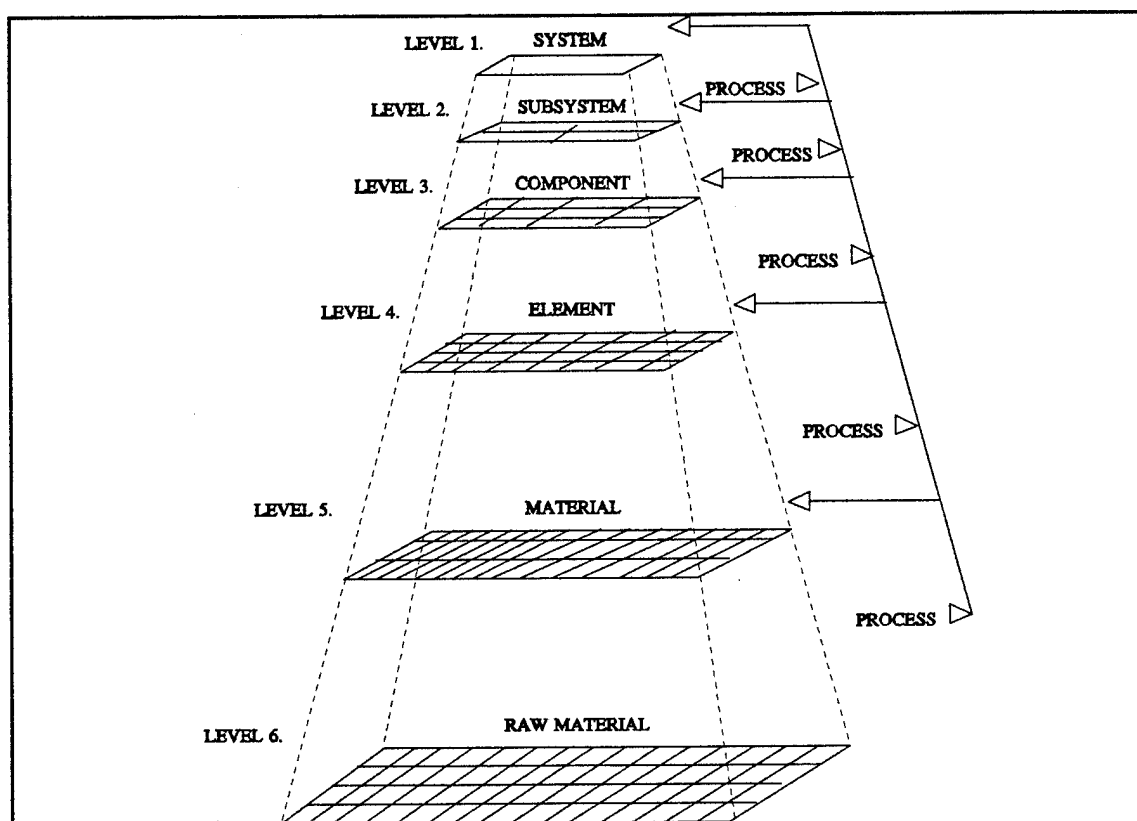 LEVEL 1. SYSTEM
PROCESS
LEVEL 2. SUBSYSTEM
PROCESS
LEVEL 3. COMPONENT
PROCESS
LEVEL 4. ELEMENT
PROCESS
LEVEL 5. MATERIAL
PROCESS
LEVEL 6. RAW MATERIAL